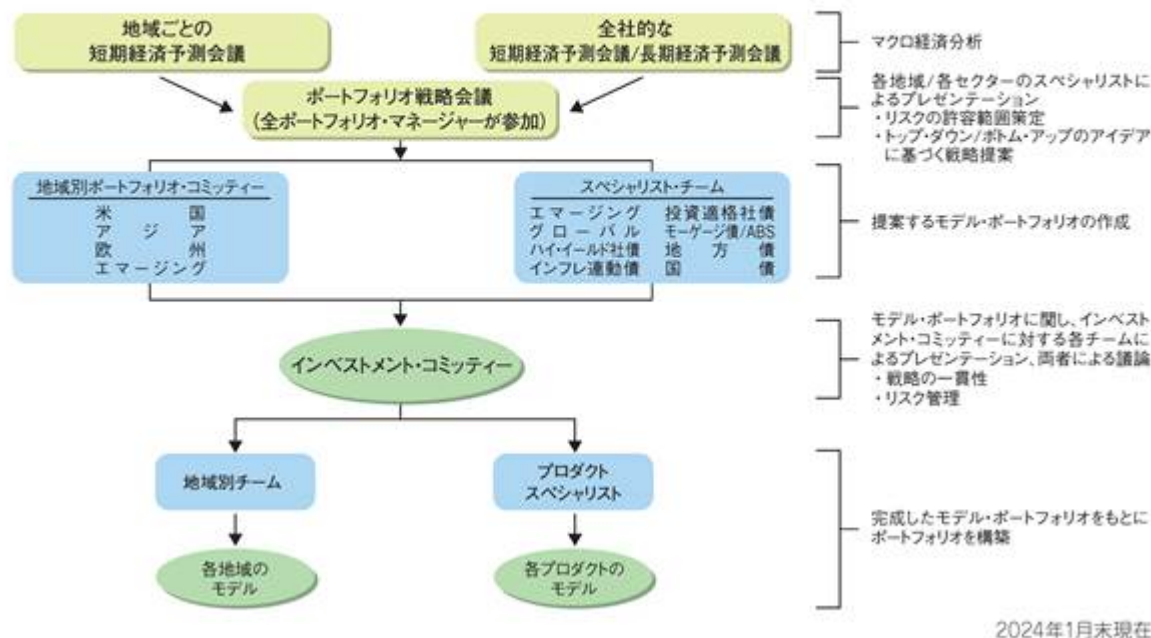 地域ごとの
短期経済予測会議
全社的な
短期経済予測会議/長期経済予測会議
マクロ経済分析
ポートフォリオ戦略会議
(全ポートフォリオ・マネージャーが参加)
各地域/各セクターのスペシャリストに
よるプレゼンテーション
・リスクの許容範囲策定
・トップ・ダウン/ボトム・アップのアイデア
に基づく戦略提案
地域別ポートフォリオ・コミッティー
米国
アジア
欧州
エマージング
スペシャリスト・チーム
エマージング 投資適格社債
グローバル モーゲージ債/ABS
ハイ・イールド社債 地方債
インフレ連動債 国債
提案するモデル・ポートフォリオの作成
インベストメント・コミッティー
モデル・ポートフォリオに関し、インベスト
メント・コミッティーに対する各チーム
によるプレゼンテーション、両者による議論
・戦略の一貫性
・リスク管理
地域別チーム
プロダクト
スペシャリスト
各地域の
モデル
各プロダクトの
モデル
完成したモデル・ポートフォリオをもとに
ポートフォリオを構築
2024年1月末現在